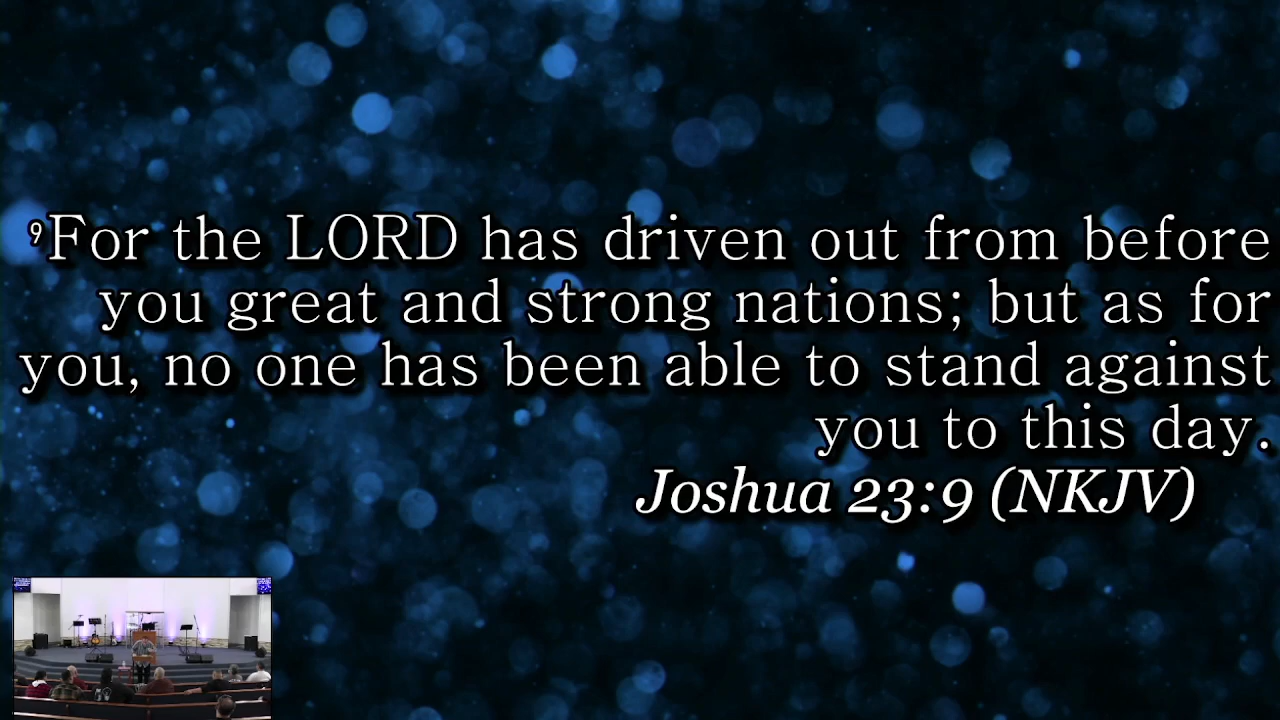 9For the LORD has driven out from before
you great and strong nations; but as for
you, no one has been able to stand against
you to this day.
Joshua 23:9 (NKJV)